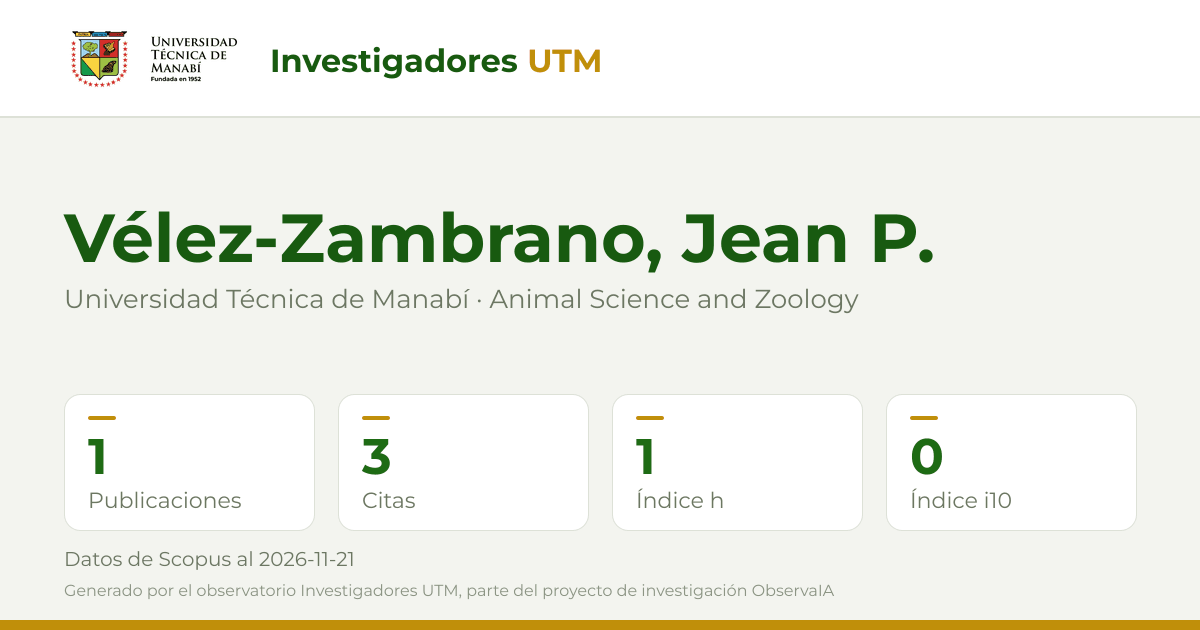 UNIVERSIDAD
TÉCNICA DE
MANABÍ
Fundada en 1952
Investigadores UTM
Vélez-Zambrano, Jean P.
Universidad Técnica de Manabí · Animal Science and Zoology
1
Publicaciones
3
Citas
1
Índice h
0
Índice i10
Datos de Scopus al 2026-11-21
Generado por el observatorio Investigadores UTM, parte del proyecto de investigación ObservaIA